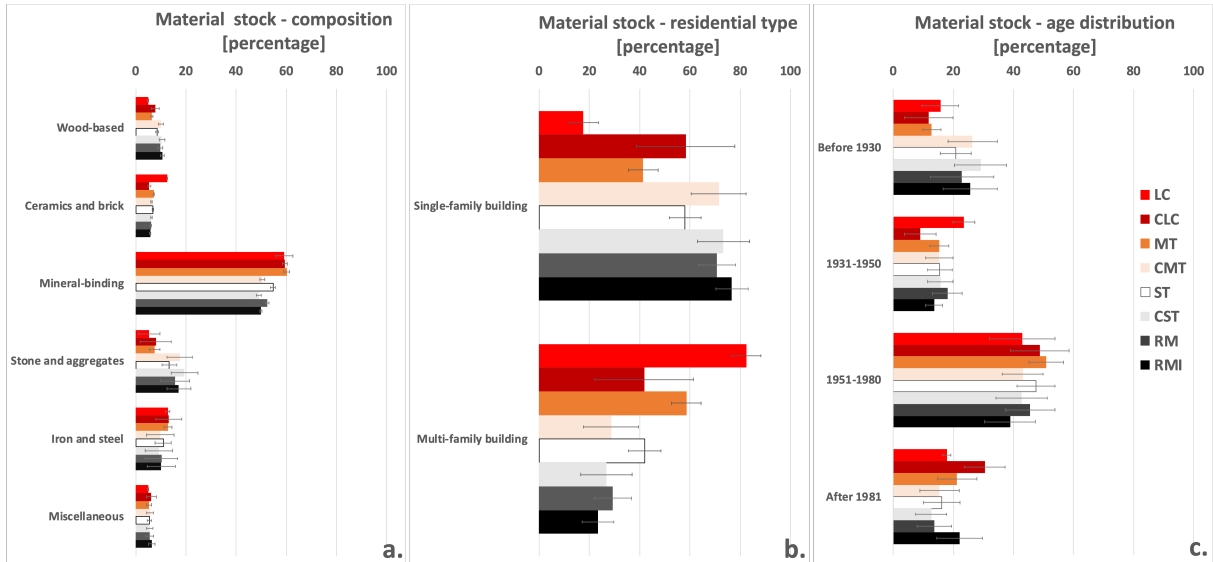 Material stock - composition
[percentage]
0 20 40 60 80 100
Wood-based
Ceramics and brick
Mineral-binding
Stone and aggregates
Iron and steel
Miscellaneous
a.
Material stock - residential type
[percentage]
0 20 40 60 80 100
Single-family building
Multi-family building
b.
Material stock - age distribution
[percentage]
0 20 40 60 80 100
Before 1930
1931-1950
1951-1980
After 1981
LC
CLC
MT
CMT
ST
CST
RM
RMI
c.